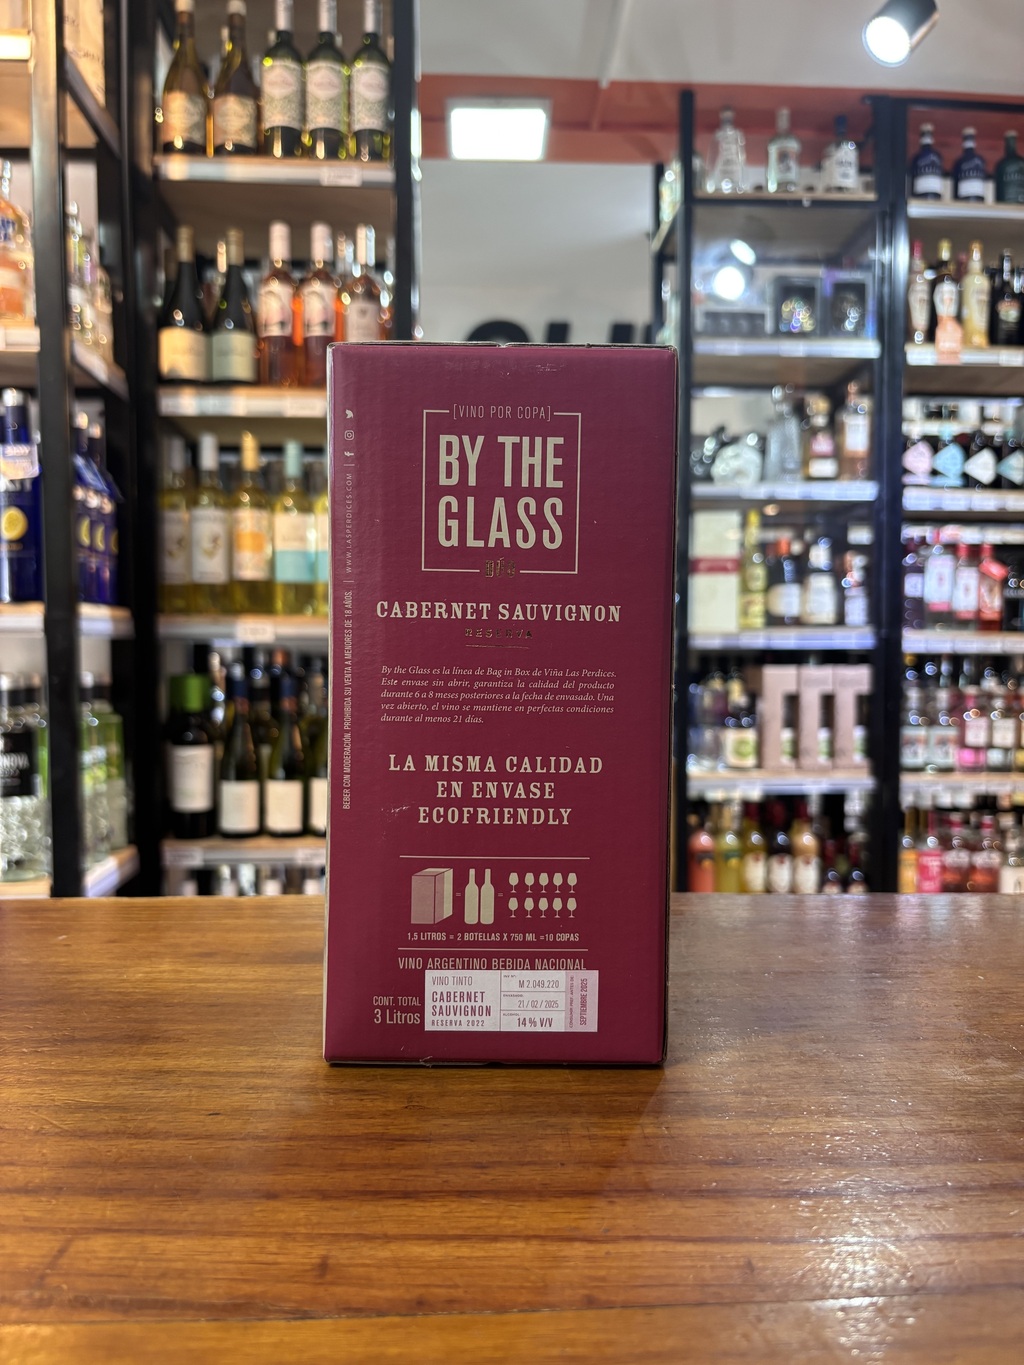 [VINO POR COPA]
BY THE
GLASS
CABERNET SAUVIGNON
RESERVA
By the Glass es la línea de Bag in Box de Viña Las Perdices.
Este envase sin abrir, garantiza la calidad del producto
durante 6 a 8 meses posteriores a la fecha de envasado. Una
vez abierto, el vino se mantiene en perfectas condiciones
durante al menos 21 días.
LA MISMA CALIDAD
EN ENVASE
ECOFRIENDLY
1,5 LITROS = 2 BOTELLAS X 750 ML =10 COPAS
VINO ARGENTINO BEBIDA NACIONAL
CONT. TOTAL
3 Litros
VINO TINTO
CABERNET
SAUVIGNON
RESERVA 2022
M 2.049.220
21 / 02 / 2025
14 % V/V
SEPTIEMBRE 2025
BEBER CON MODERACIÓN. PROHIBIDA SU VENTA A MENORES DE 18 AÑOS. | WWW.LASPERDICES.COM |